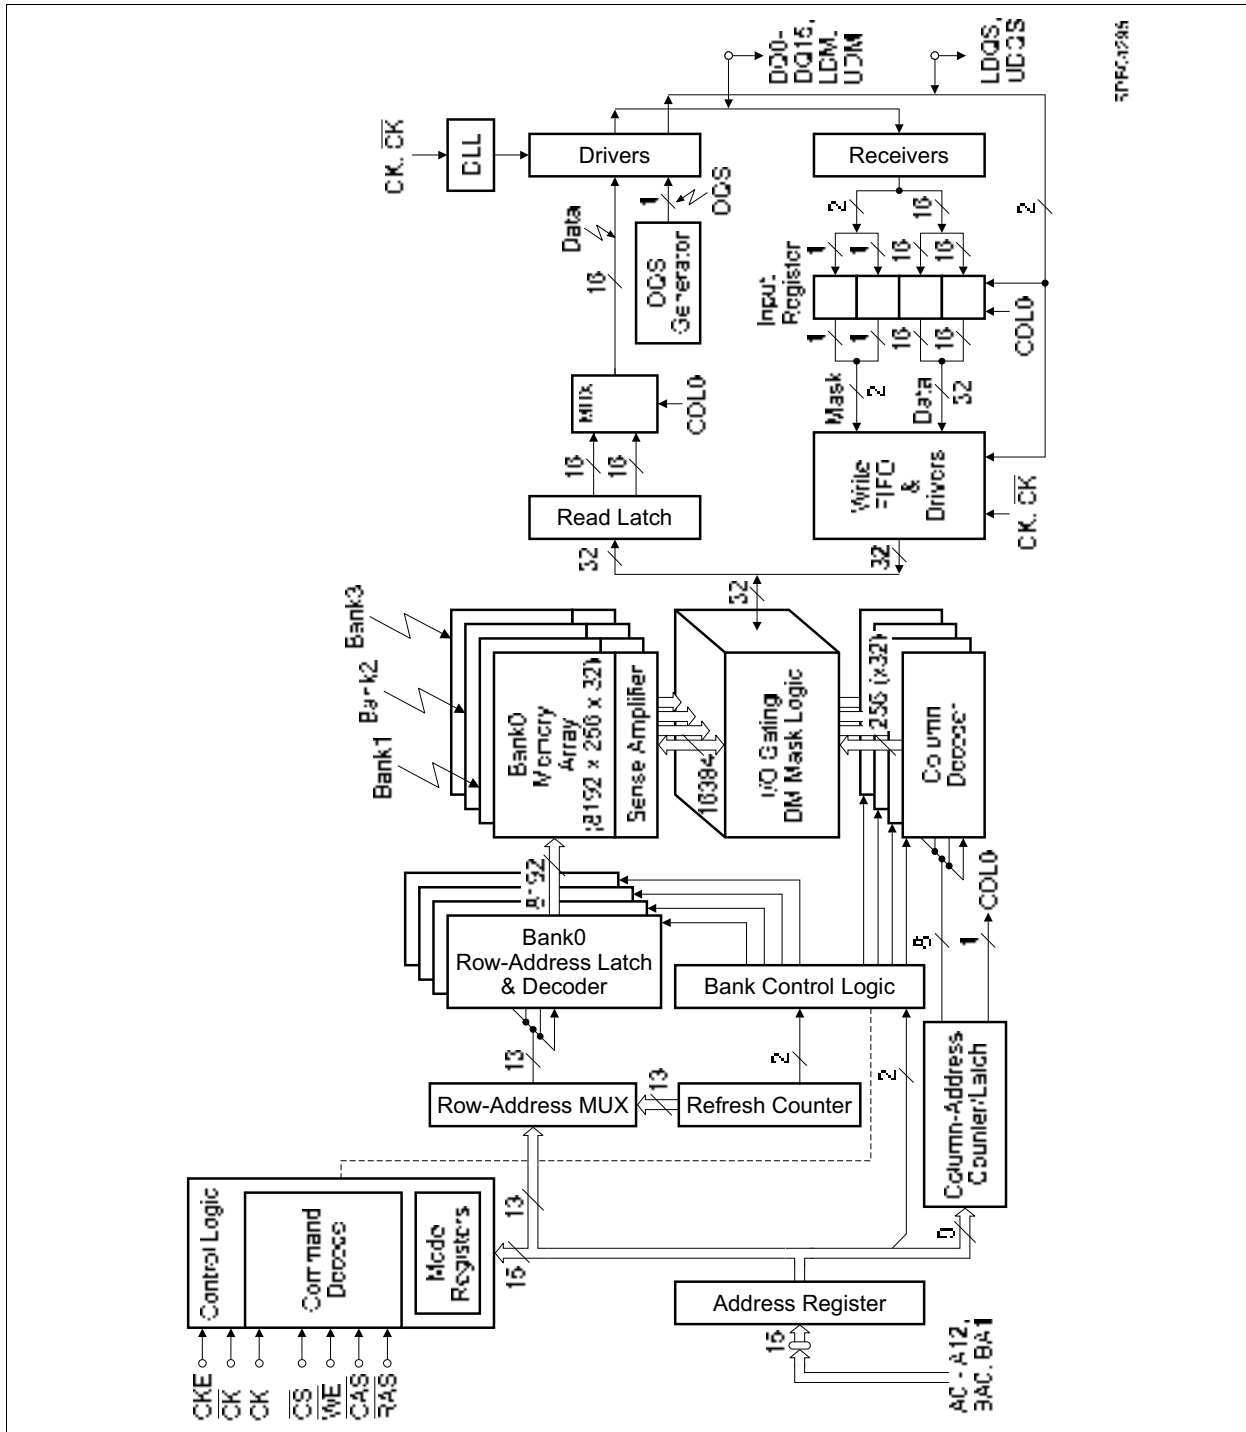 DQ0-
DQ15,
LDM,
UDM
LDQS,
UDQS
CK, CK
DLL
Drivers
Receivers
Data
16
1
DQS
DQS
Generator
2
16
2
1
1
16
16
Input
Register
1
1
16
16
COL0
MUX
COL0
Mask
2
Data
32
16
16
Read Latch
Write
FIFO
&
Drivers
CK, CK
32
32
32
Bank3
Bank2
Bank1
Bank0
Memory
Array
(8192 x 256 x 32)
Sense Amplifier
16384
I/O Gating
DM Mask Logic
256 (x32)
Column
Decoder
8192
8
1
COL0
Bank0
Row-Address Latch
& Decoder
Bank Control Logic
13
2
2
Row-Address MUX
13
Refresh Counter
Column-Address
Counter/Latch
Control Logic
Command
Decode
Mode
Registers
13
15
9
Address Register
15
CKE
CK
CK
CS
WE
CAS
RAS
A0 - A12,
BA0, BA1